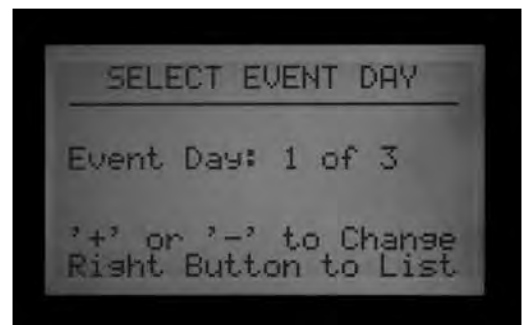 SELECT EVENT DAY
Event Day: 1 of 3
'+' or '-' to Change
Right Button to List